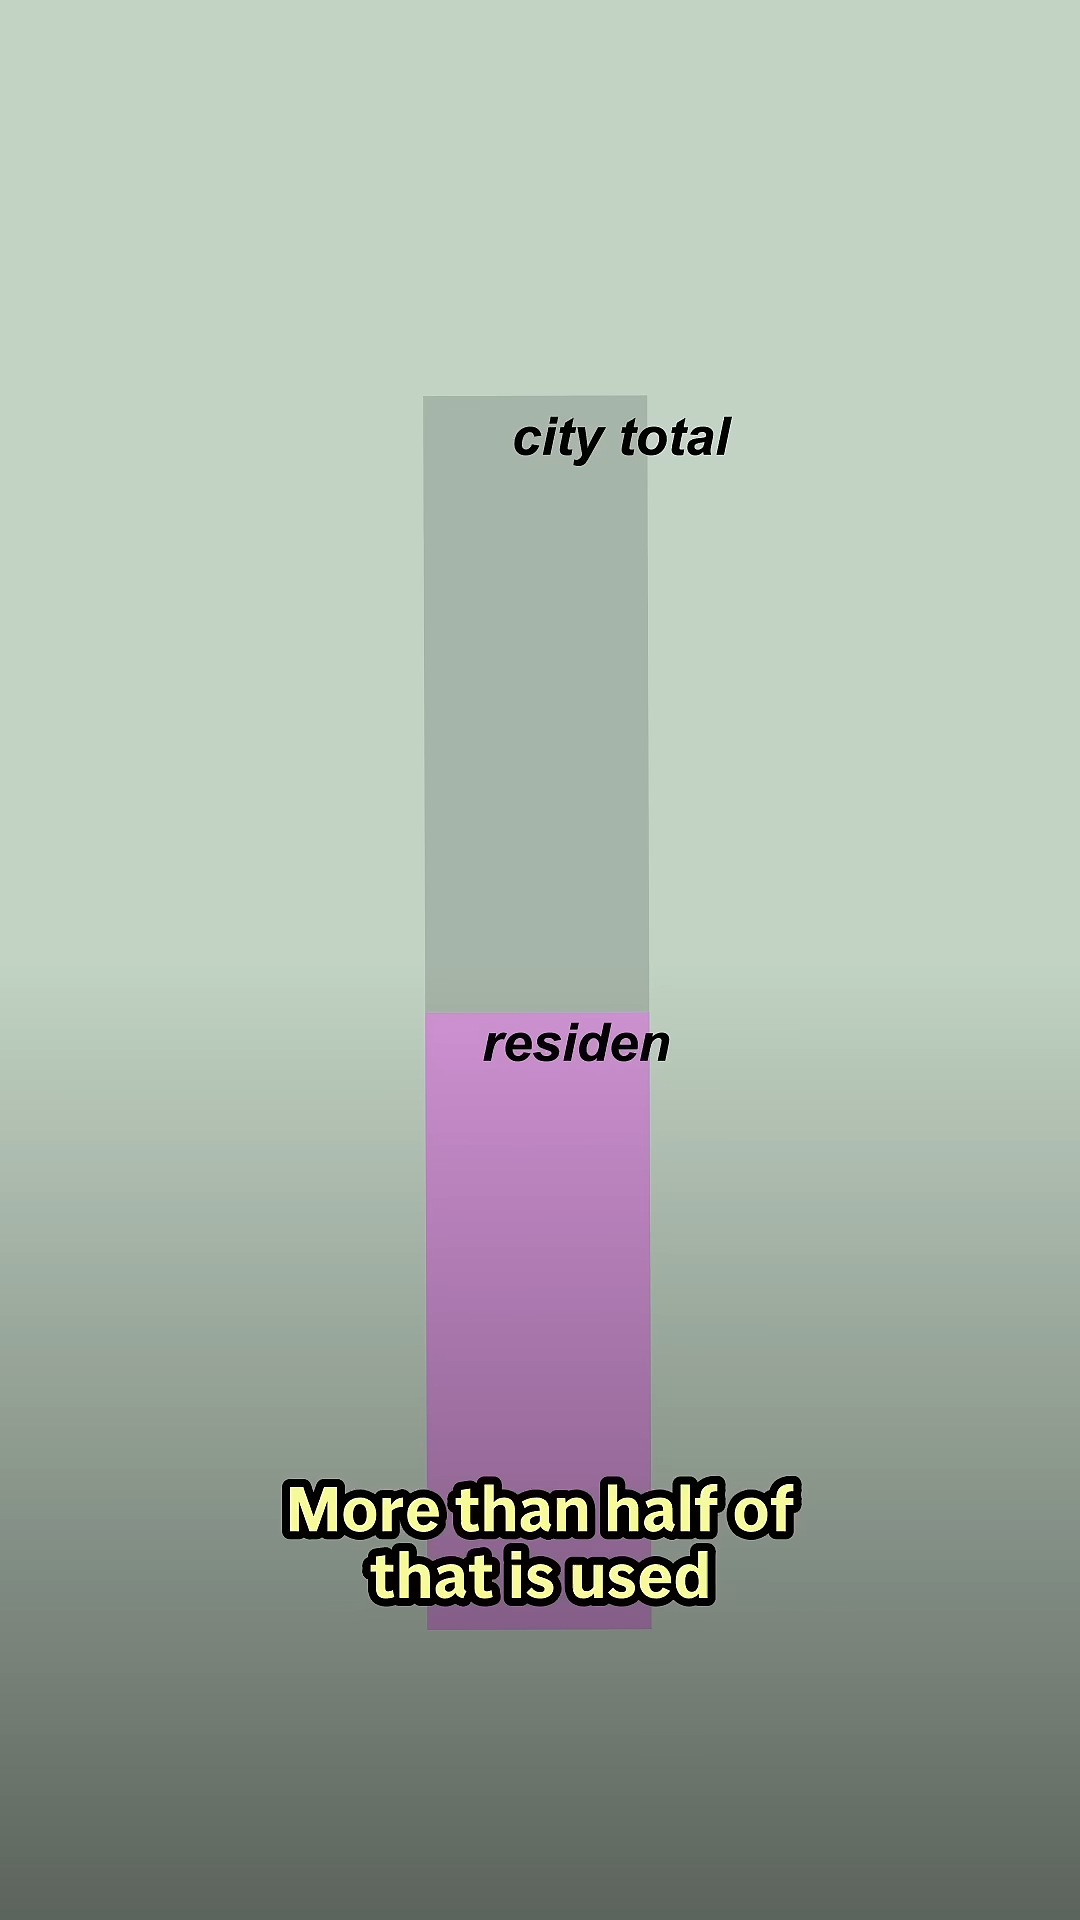 city total
residen
More than half of
that is used